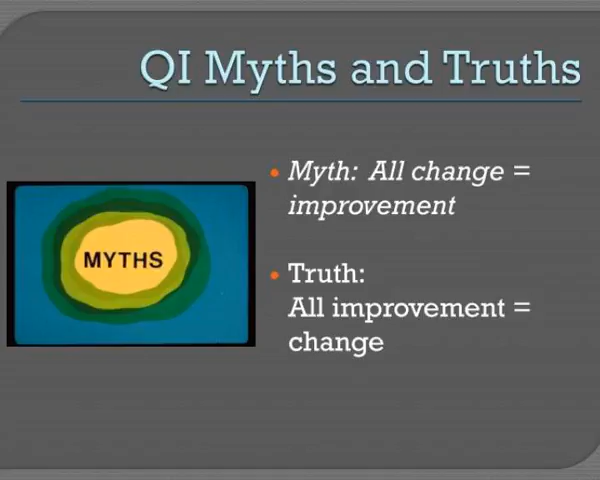 QI Myths and Truths
MYTHS
• Myth: All change =
improvement
• Truth:
All improvement =
change